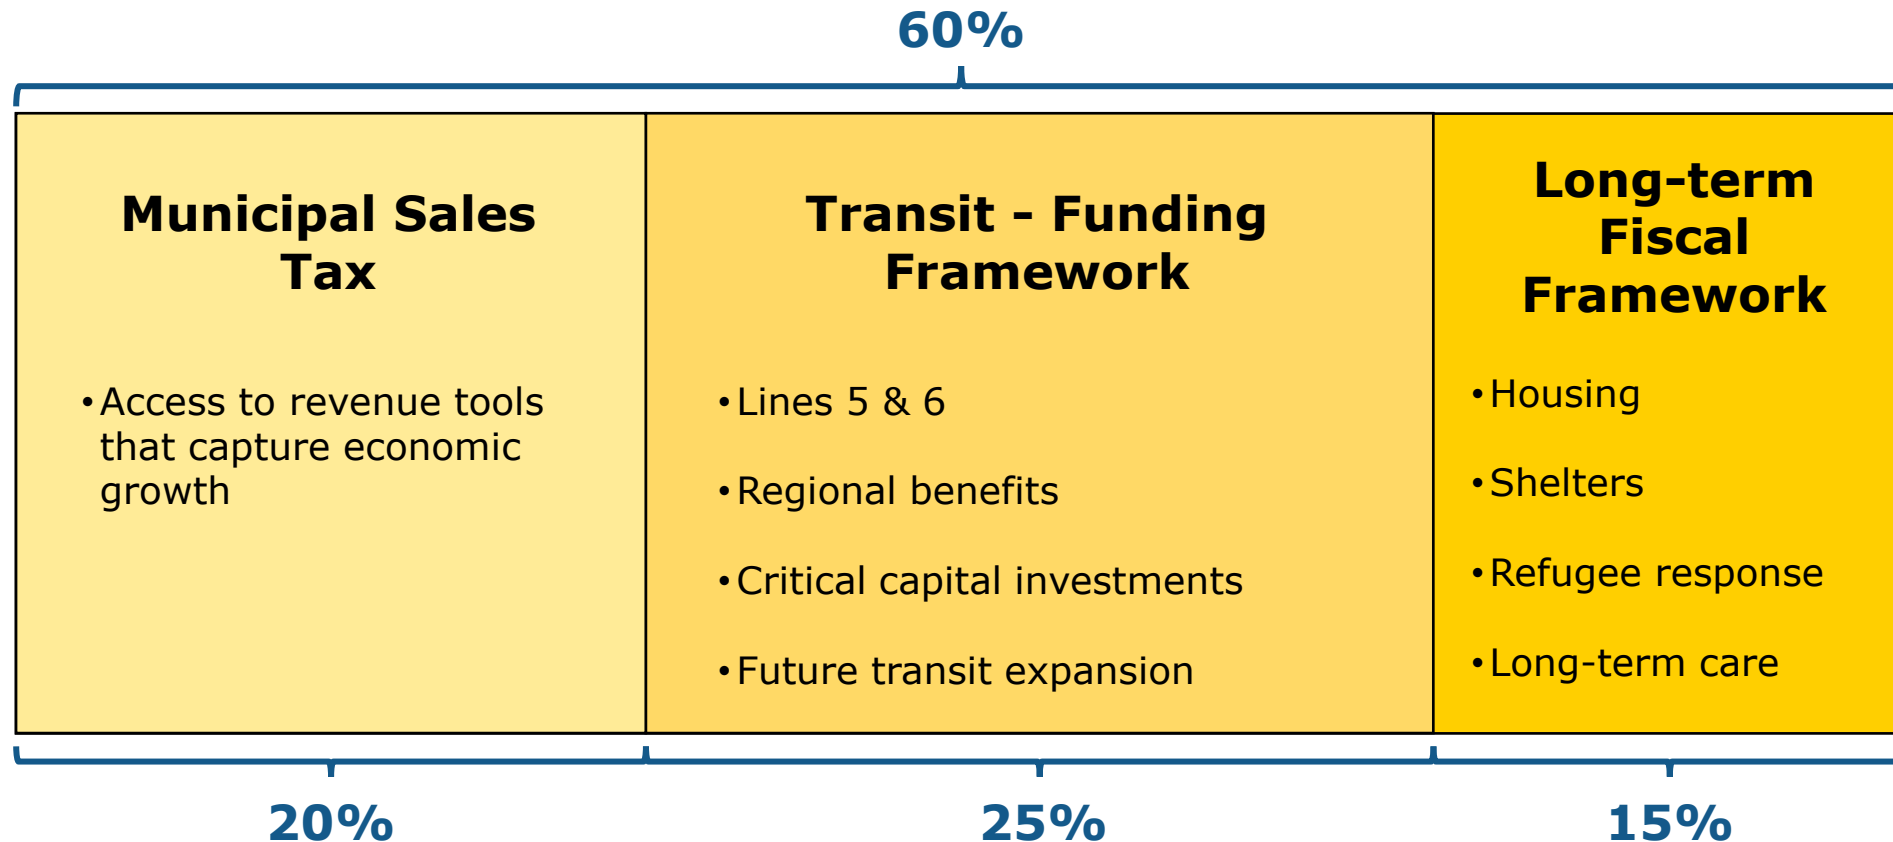 60%
Municipal Sales
Tax
•Access to revenue tools
that capture economic
growth
Transit - Funding
Framework
•Lines 5 & 6
•Regional benefits
•Critical capital investments
•Future transit expansion
Long-term
Fiscal
Framework
•Housing
•Shelters
•Refugee response
•Long-term care
20%
25%
15%